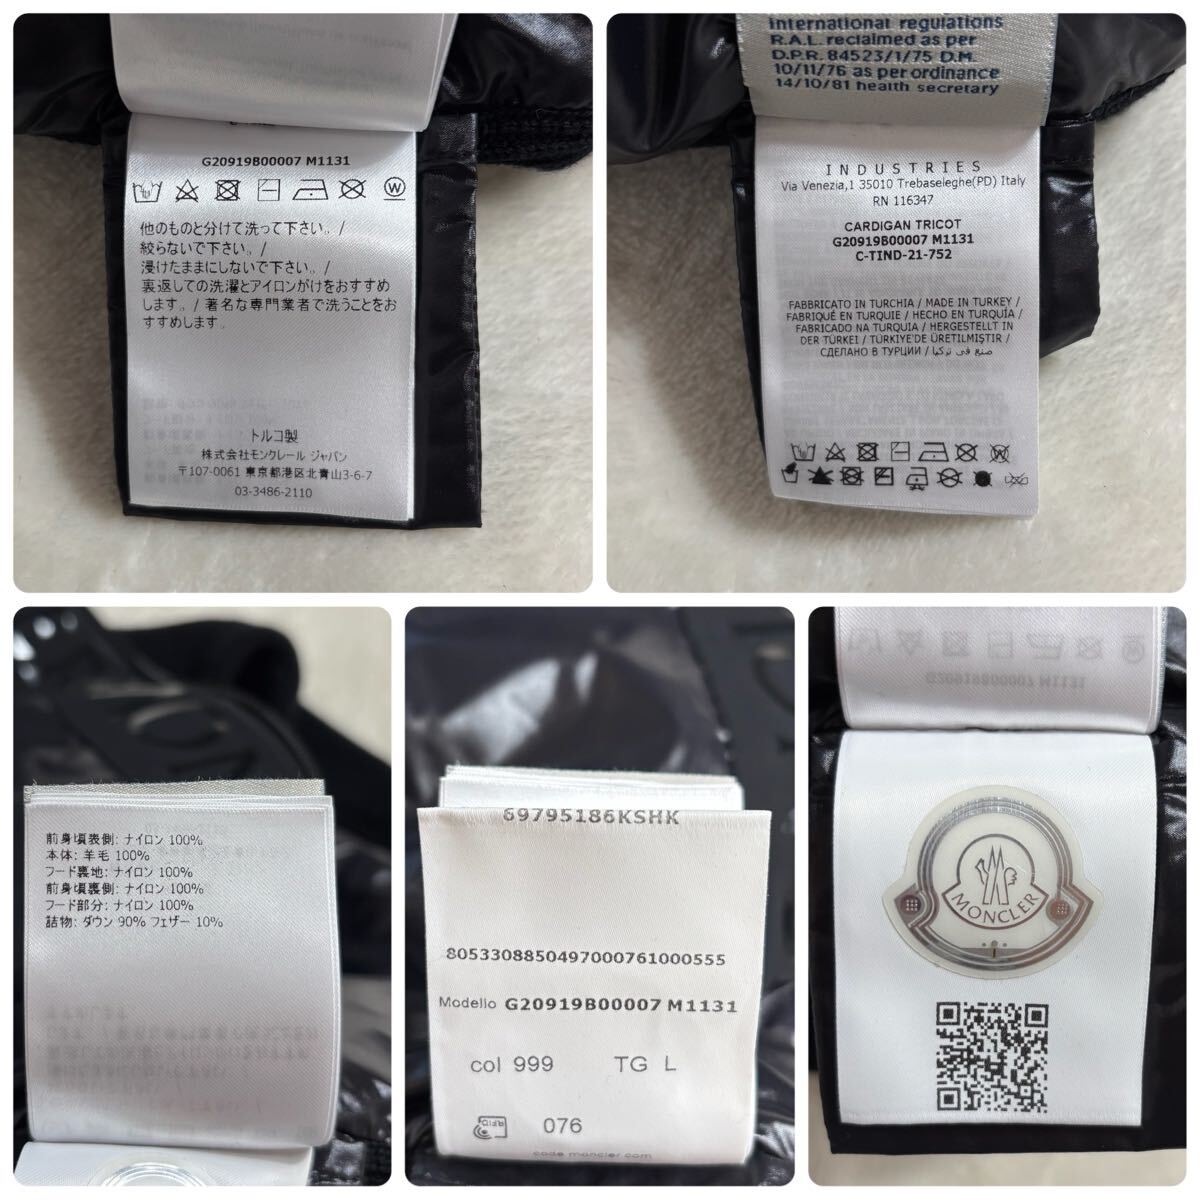 G20919B00007 M1131
他のものと分けて洗って下さい。/
絞らないで下さい。/
浸けたままにしないで下さい。/
裏返しての洗濯とアイロンがけをおすすめ
します。/ 著名な専門業者で洗うことをお
すすめします。
トルコ製
株式会社モンクレール ジャパン
〒107-0061 東京都港区北青山3-6-7
03-3486-2110
international regulations
R.A.L. reclaimed as per
D.P.R. 84523/1/75 D.M.
10/11/76 as per ordinance
14/10/81 health secretary
INDUSTRIES
Via Venezia,1 35010 Trebaseleghe(PD) Italy
RN 116347
CARDIGAN TRICOT
G20919B00007 M1131
C-TIND-21-752
FABBRICATO IN TURCHIA / MADE IN TURKEY /
FABRIQUÉ EN TURQUIE / HECHO EN TURQUÍA /
FABRICADO NA TURQUIA / HERGESTELLT IN
DER TÜRKEI / TÜRKIYE'DE ÜRETILMIŞTIR /
СДЕЛАНО В ТУРЦИИ / صنع في تركيا
前身頃表側: ナイロン 100%
本体: 羊毛 100%
フード裏地: ナイロン 100%
前身頃裏側: ナイロン 100%
フード部分: ナイロン 100%
詰物: ダウン 90% フェザー 10%
69795186KSHK
8053308850497000761000555
Modello G20919B00007 M1131
col 999 TG L
RFID 076
code.moncler.com
G20919B00007 M1131
MONCLER